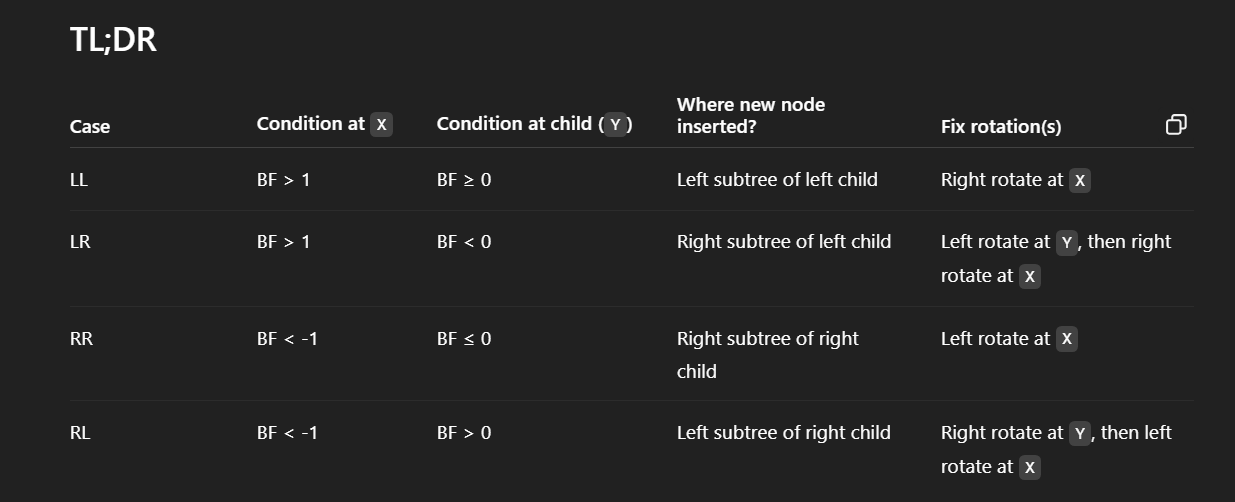 TL;DR
Case Condition at X Condition at child (Y) Where new node inserted? Fix rotation(s)
LL BF > 1 BF ≥ 0 Left subtree of left child Right rotate at X
LR BF > 1 BF < 0 Right subtree of left child Left rotate at Y, then right rotate at X
RR BF < -1 BF ≤ 0 Right subtree of right child Left rotate at X
RL BF < -1 BF > 0 Left subtree of right child Right rotate at Y, then left rotate at X